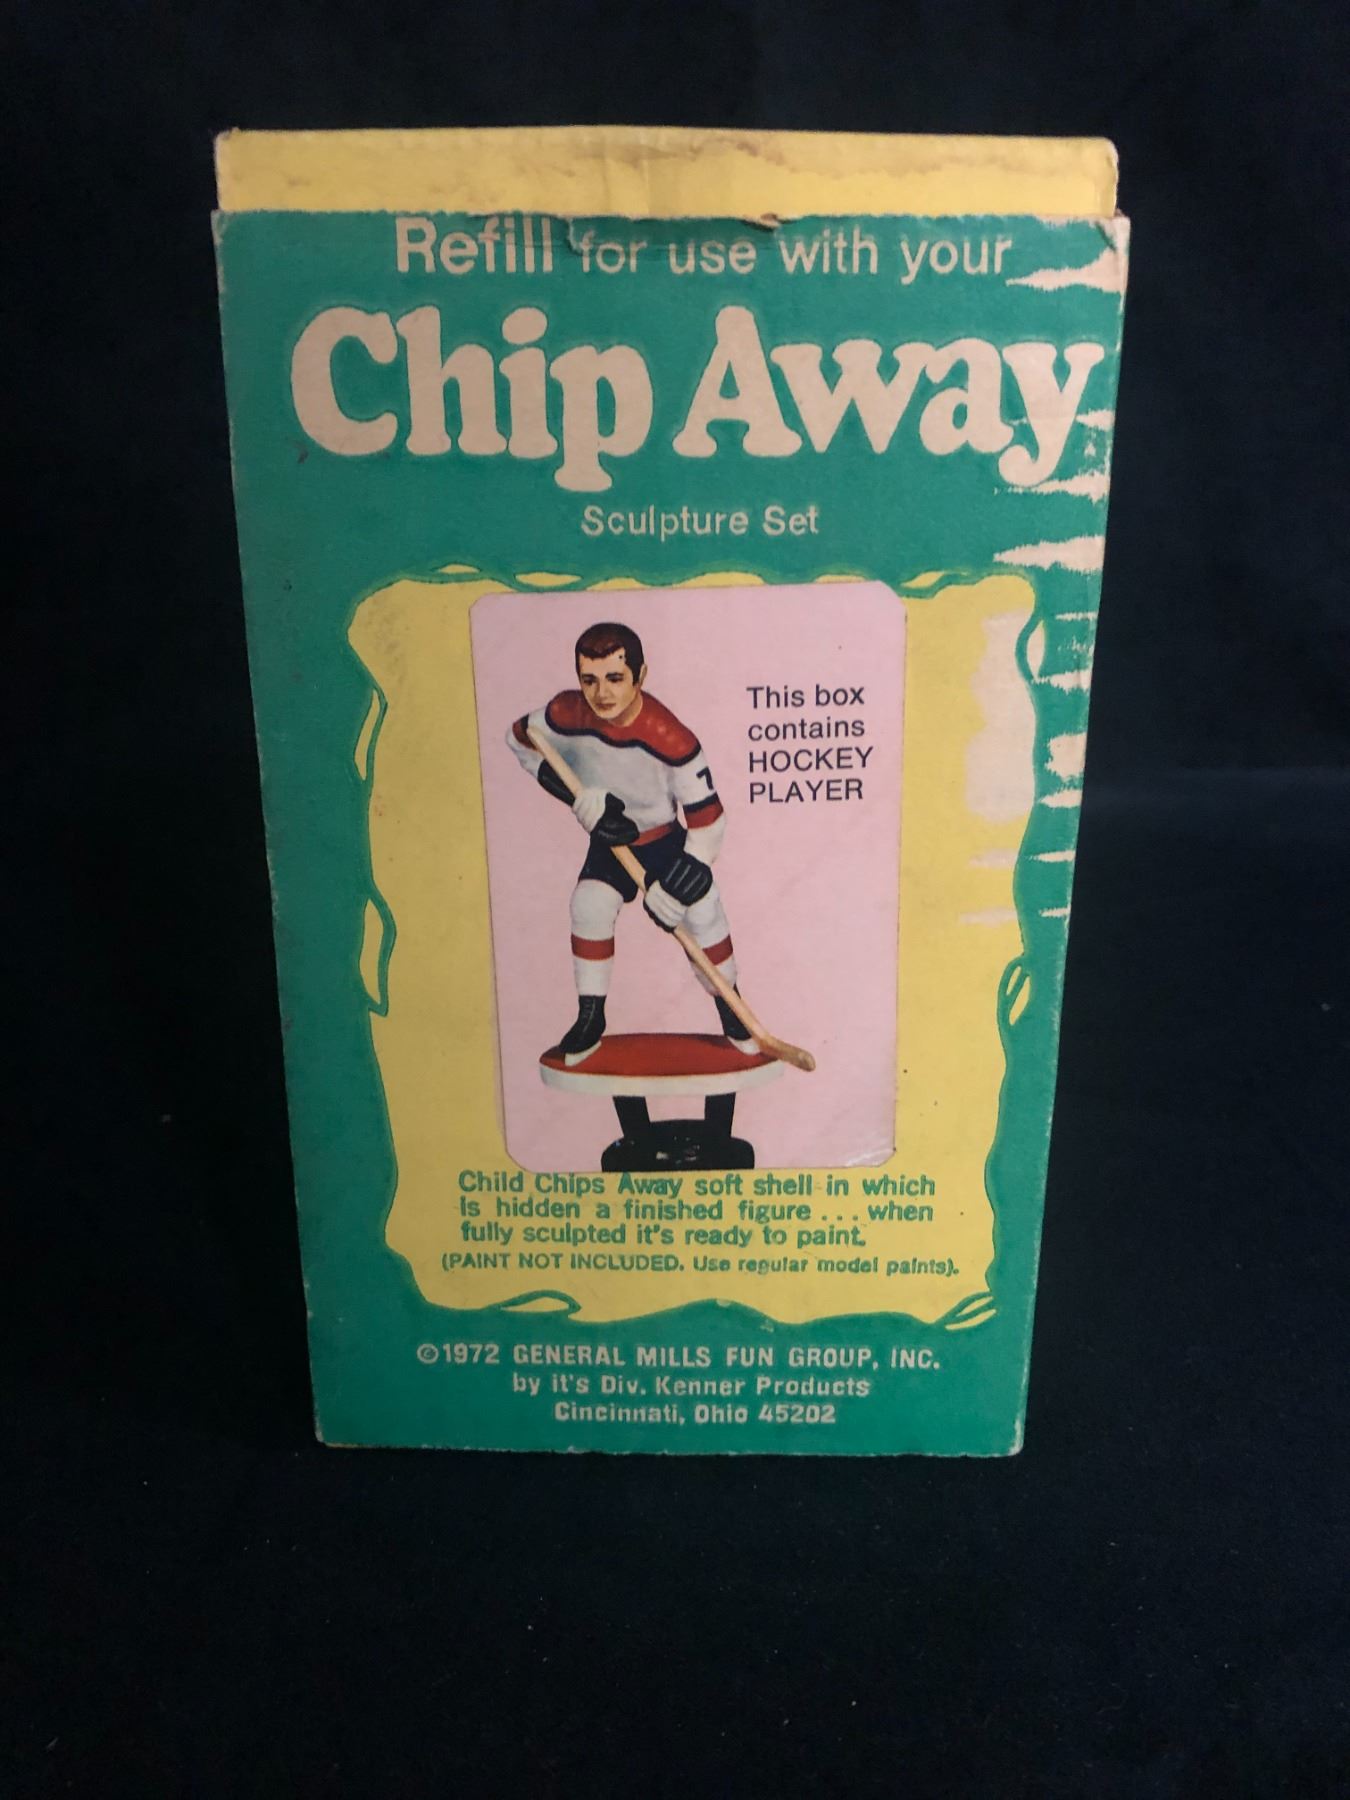 Refill for use with your
Chip Away
Sculpture Set
This box
contains
HOCKEY
PLAYER
7
Child Chips Away soft shell in which
is hidden a finished figure . . . when
fully sculpted it's ready to paint.
(PAINT NOT INCLUDED. Use regular model paints).
©1972 GENERAL MILLS FUN GROUP, INC.
by it's Div. Kenner Products
Cincinnati, Ohio 45202